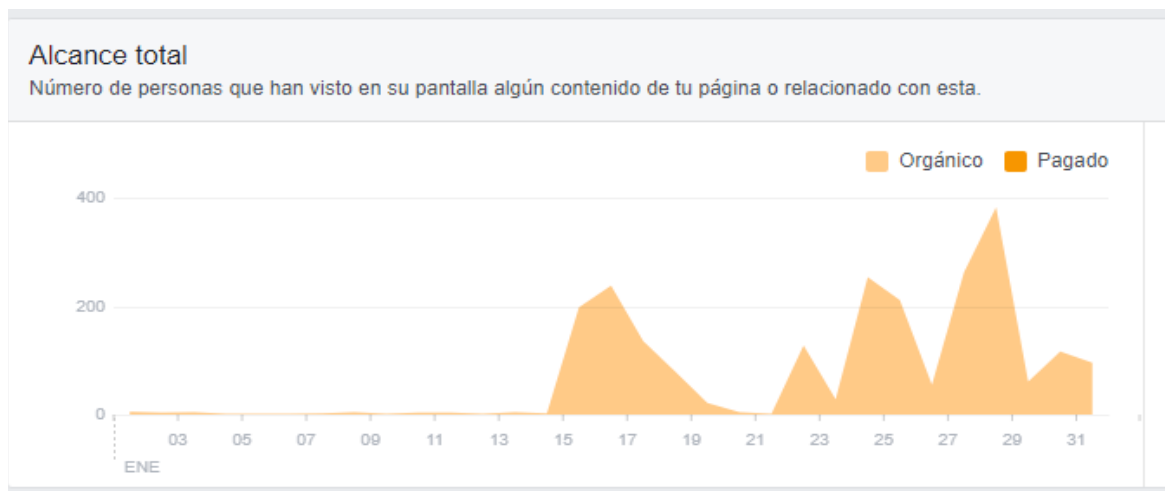 Alcance total
Número de personas que han visto en su pantalla algún contenido de tu página o relacionado con esta.
Orgánico Pagado
400
200
0
03 05 07 09 11 13 15 17 19 21 23 25 27 29 31
ENE